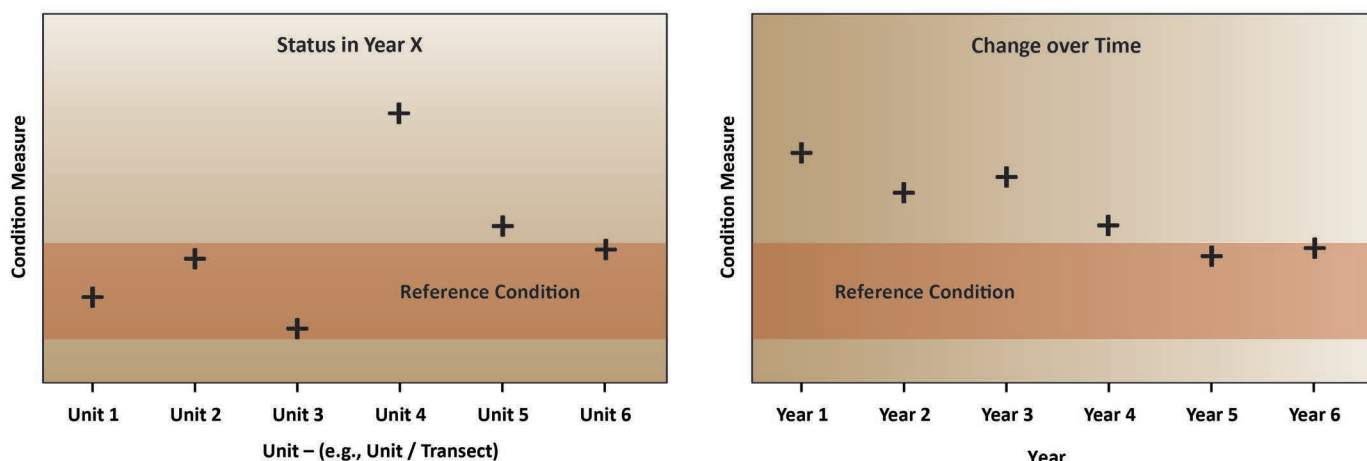 Status in Year X
Condition Measure
Reference Condition
Unit 1 Unit 2 Unit 3 Unit 4 Unit 5 Unit 6
Unit – (e.g., Unit / Transect)
Change over Time
Condition Measure
Reference Condition
Year 1 Year 2 Year 3 Year 4 Year 5 Year 6
Year